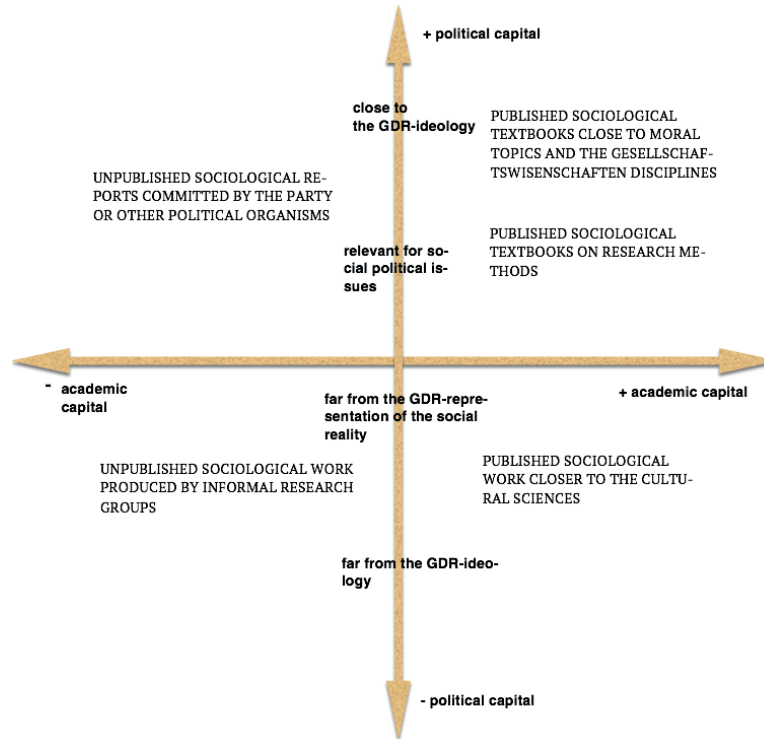 + political capital
close to
the GDR-ideology
PUBLISHED SOCIOLOGICAL
TEXTBOOKS CLOSE TO MORAL
TOPICS AND THE GESELLSCHAF-
TSWISENSCHAFTEN DISCIPLINES
UNPUBLISHED SOCIOLOGICAL RE-
PORTS COMMITTED BY THE PARTY
OR OTHER POLITICAL ORGANISMS
relevant for so-
cial political is-
sues
PUBLISHED SOCIOLOGICAL
TEXTBOOKS ON RESEARCH ME-
THODS
- academic
capital
+ academic capital
far from the GDR-repre-
sentation of the social
reality
UNPUBLISHED SOCIOLOGICAL WORK
PRODUCED BY INFORMAL RESEARCH
GROUPS
PUBLISHED SOCIOLOGICAL
WORK CLOSER TO THE CULTU-
RAL SCIENCES
far from the GDR-ideo-
logy
- political capital